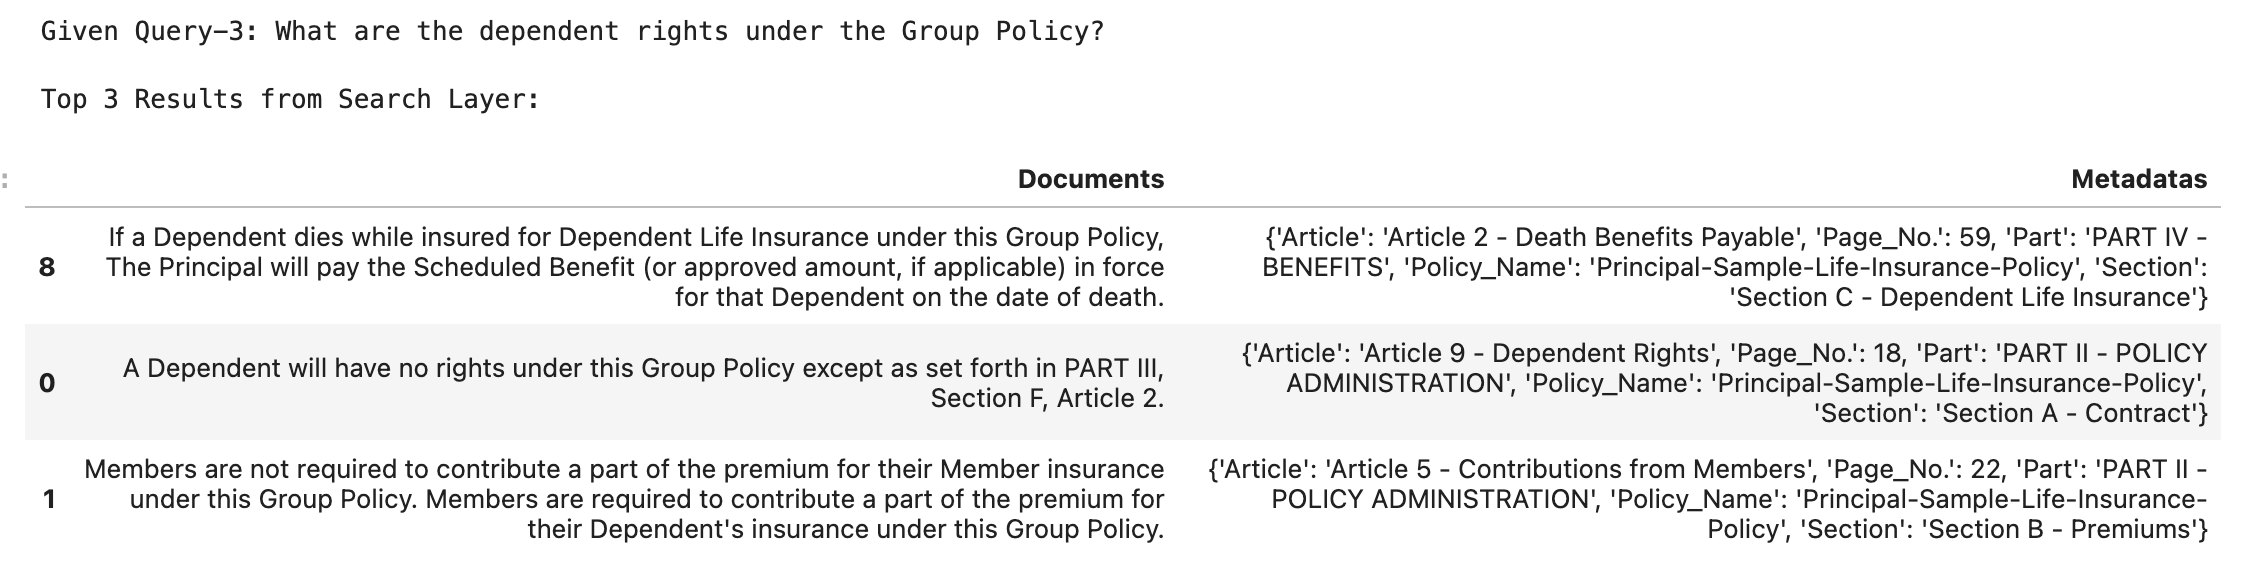 Given Query-3: What are the dependent rights under the Group Policy?
Top 3 Results from Search Layer:
:
Documents Metadatas
If a Dependent dies while insured for Dependent Life Insurance under this Group Policy,
8 The Principal will pay the Scheduled Benefit (or approved amount, if applicable) in force
for that Dependent on the date of death.
{'Article': 'Article 2 - Death Benefits Payable', 'Page_No.': 59, 'Part': 'PART IV -
BENEFITS', 'Policy_Name': 'Principal-Sample-Life-Insurance-Policy', 'Section':
'Section C - Dependent Life Insurance'}
0 A Dependent will have no rights under this Group Policy except as set forth in PART III,
Section F, Article 2.
{'Article': 'Article 9 - Dependent Rights', 'Page_No.': 18, 'Part': 'PART II - POLICY
ADMINISTRATION', 'Policy_Name': 'Principal-Sample-Life-Insurance-Policy',
'Section': 'Section A - Contract'}
Members are not required to contribute a part of the premium for their Member insurance
1 under this Group Policy. Members are required to contribute a part of the premium for
their Dependent's insurance under this Group Policy.
{'Article': 'Article 5 - Contributions from Members', 'Page_No.': 22, 'Part': 'PART II -
POLICY ADMINISTRATION', 'Policy_Name': 'Principal-Sample-Life-Insurance-
Policy', 'Section': 'Section B - Premiums'}